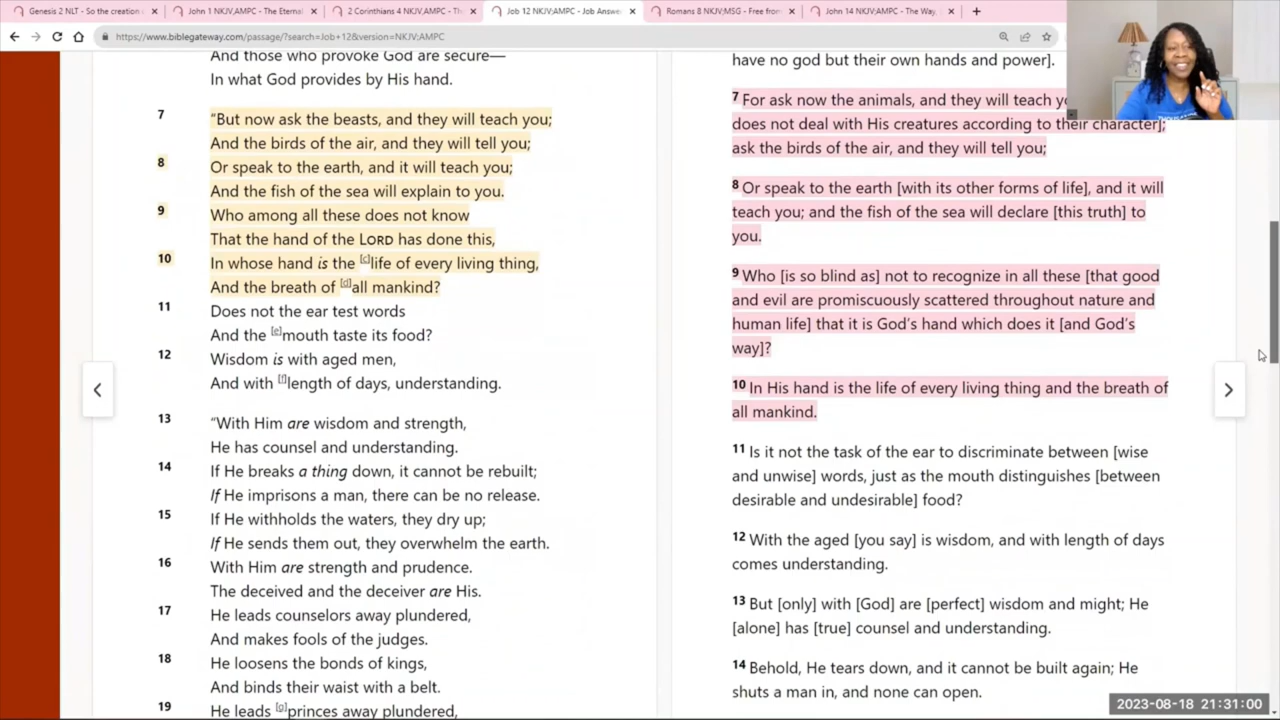 Genesis 2 NLT - So the creation
John 1 NKJV,AMPC - The Eternal
2 Corinthians 4 NKJV,AMPC - Th
Job 12 NKJV;AMPC - Job Answe
Romans 8 NKJV;MSG - Free from
John 14 NKJV;AMPC - The Way,
https://www.biblegateway.com/passage/?search=Job+12&version=NKJV;AMPC
And those who provoke God are secure—
In what God provides by His hand.
7 “But now ask the beasts, and they will teach you;
And the birds of the air, and they will tell you;
8 Or speak to the earth, and it will teach you;
And the fish of the sea will explain to you.
9 Who among all these does not know
That the hand of the LORD has done this,
10 In whose hand is the [c]life of every living thing,
And the breath of [d]all mankind?
11 Does not the ear test words
And the [e]mouth taste its food?
12 Wisdom is with aged men,
And with [f]length of days, understanding.
13 “With Him are wisdom and strength,
He has counsel and understanding.
14 If He breaks a thing down, it cannot be rebuilt;
If He imprisons a man, there can be no release.
15 If He withholds the waters, they dry up;
If He sends them out, they overwhelm the earth.
16 With Him are strength and prudence.
The deceived and the deceiver are His.
17 He leads counselors away plundered,
And makes fools of the judges.
18 He loosens the bonds of kings,
And binds their waist with a belt.
19 He leads [g]princes away plundered,
have no god but their own hands and power].
7 For ask now the animals, and they will teach
does not deal with His creatures according to their character];
ask the birds of the air, and they will tell you;
8 Or speak to the earth [with its other forms of life], and it will
teach you; and the fish of the sea will declare [this truth] to
you.
9 Who [is so blind as] not to recognize in all these [that good
and evil are promiscuously scattered throughout nature and
human life] that it is God’s hand which does it [and God’s
way]?
10 In His hand is the life of every living thing and the breath of
all mankind.
11 Is it not the task of the ear to discriminate between [wise
and unwise] words, just as the mouth distinguishes [between
desirable and undesirable] food?
12 With the aged [you say] is wisdom, and with length of days
comes understanding.
13 But [only] with [God] are [perfect] wisdom and might; He
[alone] has [true] counsel and understanding.
14 Behold, He tears down, and it cannot be built again; He
shuts a man in, and none can open.
2023-08-18 21:31:00